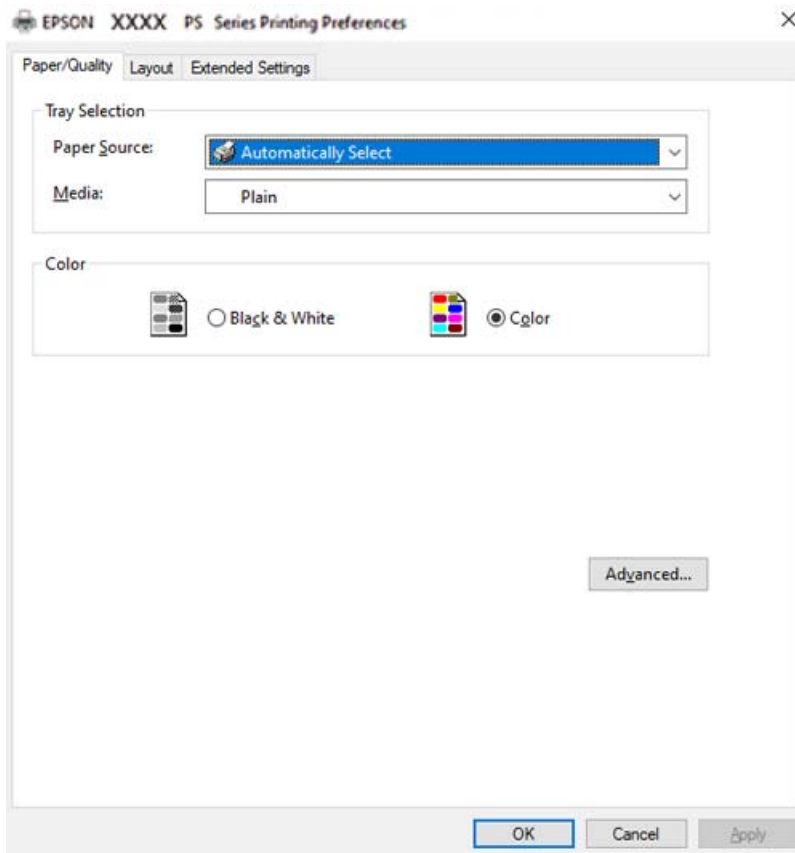 EPSON XXXX PS Series Printing Preferences
Paper/Quality Layout Extended Settings
Tray Selection
Paper Source: Automatically Select
Media: Plain
Color
Black & White Color
Advanced...
OK Cancel Apply